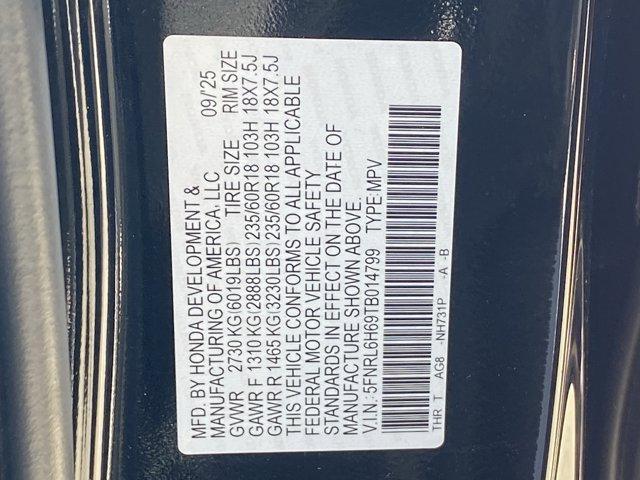 MFD. BY HONDA DEVELOPMENT &
MANUFACTURING OF AMERICA, LLC 09/'25
GVWR 2730 KG(6019LBS) TIRE SIZE RIM SIZE
GAWR F 1310 KG(2888LBS) 235/60R18 103H 18X7.5J
GAWR R 1465 KG(3230LBS) 235/60R18 103H 18X7.5J
THIS VEHICLE CONFORMS TO ALL APPLICABLE
FEDERAL MOTOR VEHICLE SAFETY
STANDARDS IN EFFECT ON THE DATE OF
MANUFACTURE SHOWN ABOVE.
V.I.N.: 5FNRL6H69TB014799 TYPE: MPV
THR T AG8 -NH731P -A -B